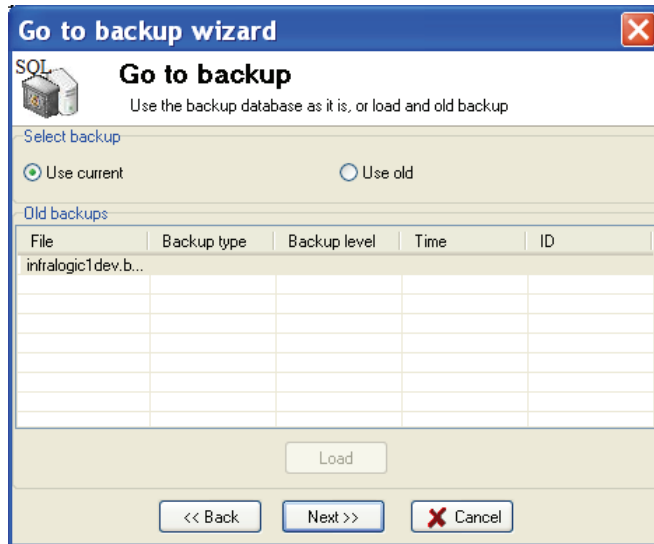 Go to backup wizard
SQL
Go to backup
Use the backup database as it is, or load and old backup
Select backup
Use current
Use old
Old backups
File Backup type Backup level Time ID
infralogic1dev.b...
Load
<< Back Next >> Cancel